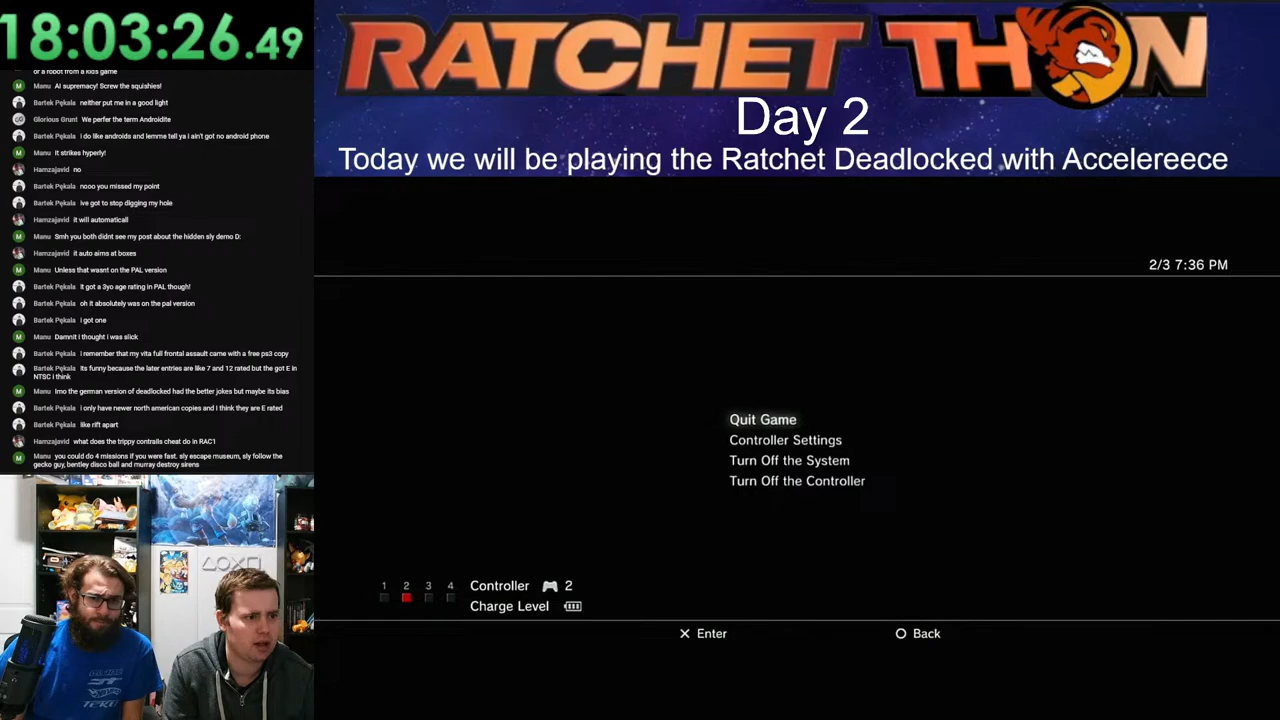 18:03:26.49
RATCHET THON
Day 2
Today we will be playing the Ratchet Deadlocked with Accelereece
or a robot from a kids game
M Manu AI supremacy! Screw the squishies!
Bartek Pękala neither put me in a good light
Glorious Grunt We perfer the term Androidite
Bartek Pękala i do like androids and lemme tell ya i ain't got no android phone
M Manu It strikes hyperly!
Hamzajavid no
Bartek Pękala nooo you missed my point
Bartek Pękala ive got to stop digging my hole
Hamzajavid it will automaticall
M Manu Smh you both didnt see my post about the hidden sly demo D:
Hamzajavid it auto aims at boxes
M Manu Unless that wasnt on the PAL version
Bartek Pękala it got a 3yo age rating in PAL though!
Bartek Pękala oh it absolutely was on the pal version
Bartek Pękala i got one
M Manu Damnit i thought i was slick
Bartek Pękala i remember that my vita full frontal assault came with a free ps3 copy
Bartek Pękala its funny because the later entries are like 7 and 12 rated but the got E in
NTSC i think
M Manu Imo the german version of deadlocked had the better jokes but maybe its bias
Bartek Pękala i only have newer north american copies and I think they are E rated
Bartek Pękala like rift apart
Hamzajavid what does the trippy contrails cheat do in RAC1
M Manu you could do 4 missions if you were fast. sly escape museum, sly follow the
gecko guy, bentley disco ball and murray destroy sirens
2/3 7:36 PM
Quit Game
Controller Settings
Turn Off the System
Turn Off the Controller
1 2 3 4 Controller 2
Charge Level
Enter
Back